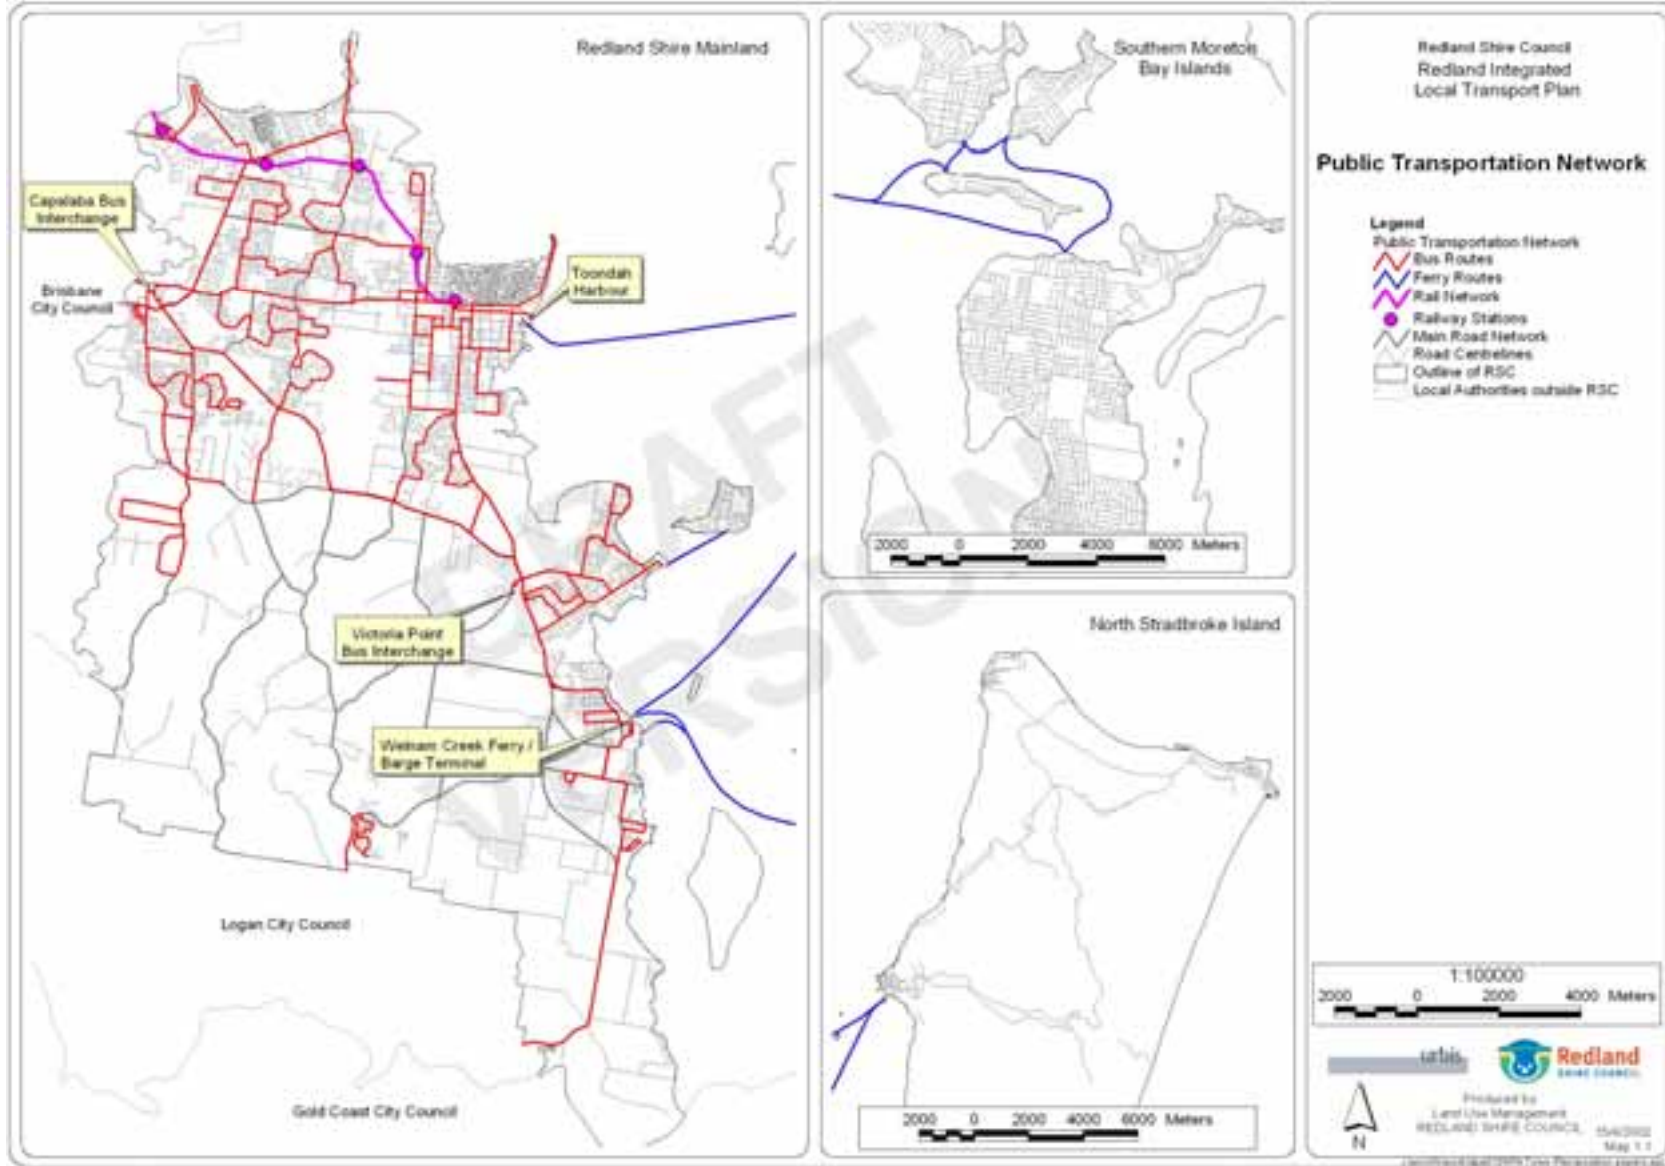 Redland Shire Mainland
Capalaba Bus
Interchange
Brisbane
City Council
Toondah
Harbour
Victoria Point
Bus Interchange
Weinam Creek Ferry /
Barge Terminal
Logan City Council
Gold Coast City Council
DRAFT
VERSION
Southern Moreton
Bay Islands
2000 0 2000 4000 6000 Meters
North Stradbroke Island
2000 0 2000 4000 6000 Meters
Redland Shire Council
Redland Integrated
Local Transport Plan
Public Transportation Network
Legend
Public Transportation Network
Bus Routes
Ferry Routes
Rail Network
Railway Stations
Main Road Network
Road Centrelines
Outline of RSC
Local Authorities outside RSC
1:100000
2000 0 2000 4000 Meters
urbis
Redland
SHIRE COUNCIL
N
Produced by
Land Use Management
REDLAND SHIRE COUNCIL
Map 1.1